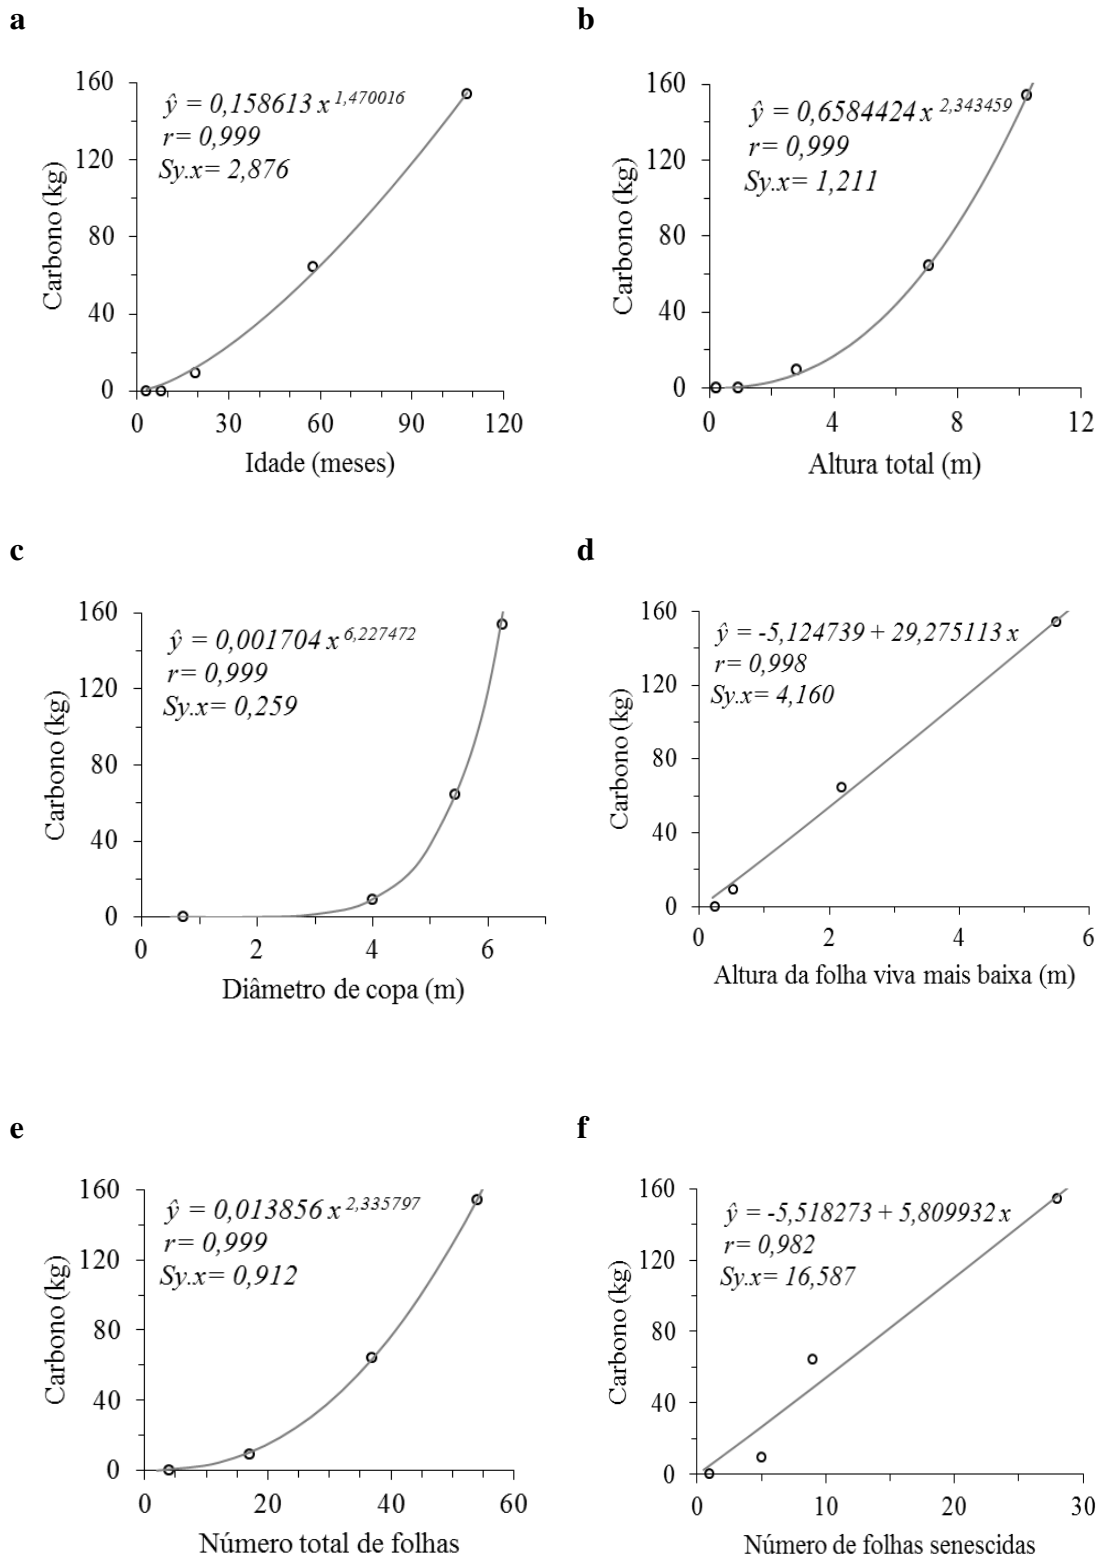 a
160
120
80
40
0
Carbono (kg)
ŷ = 0,158613 x 1,470016
r= 0,999
Sy.x= 2,876
0 30 60 90 120
Idade (meses)
b
160
120
80
40
0
Carbono (kg)
ŷ = 0,6584424 x 2,343459
r= 0,999
Sy.x= 1,211
0 4 8 12
Altura total (m)
c
160
120
80
40
0
Carbono (kg)
ŷ = 0,001704 x 6,227472
r= 0,999
Sy.x= 0,259
0 2 4 6
Diâmetro de copa (m)
d
160
120
80
40
0
Carbono (kg)
ŷ = -5,124739 + 29,275113 x
r= 0,998
Sy.x= 4,160
0 2 4 6
Altura da folha viva mais baixa (m)
e
160
120
80
40
0
Carbono (kg)
ŷ = 0,013856 x 2,335797
r= 0,999
Sy.x= 0,912
0 20 40 60
Número total de folhas
f
160
120
80
40
0
Carbono (kg)
ŷ = -5,518273 + 5,809932 x
r= 0,982
Sy.x= 16,587
0 10 20 30
Número de folhas senescidas